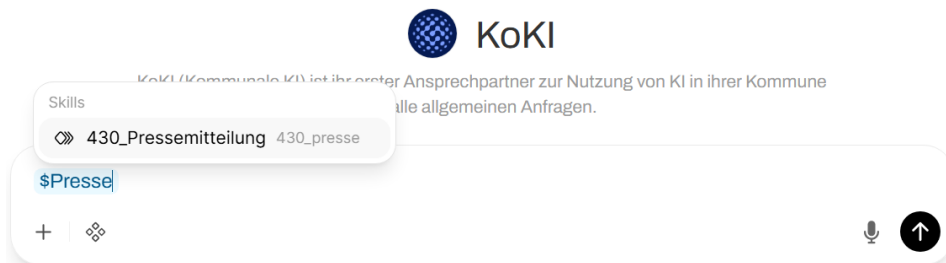 KoKI
KoKI (Kommunale KI) ist ihr erster Ansprechpartner zur Nutzung von KI in ihrer Kommune
alle allgemeinen Anfragen.
Skills
430_Pressemitteilung 430_presse
$Presse